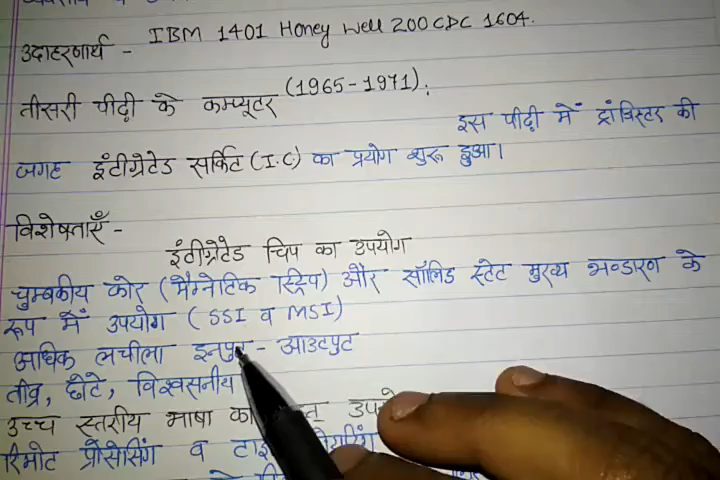 उदाहरणार्थ - IBM 1401 Honey Well 200 CDC 1604.
तीसरी पीढ़ी के कम्प्यूटर (1965-1971):
इस पीढ़ी में ट्रांजिस्टर की
जगह इंटीग्रेटेड सर्किट (I.C) का प्रयोग शुरू हुआ।
विशेषताएँ -
इंटीग्रेटेड चिप का उपयोग
चुम्बकीय कोर (मैग्नेटिक स्ट्रिप) और सॉलिड स्टेट मुख्य भण्डारण के
रूप में उपयोग (SSI व MSI)
अधिक लचीला इनपुट - आउटपुट
तीव्र, छोटे, विश्वसनीय
उच्च स्तरीय भाषा का
रिमोट प्रोसेसिंग व